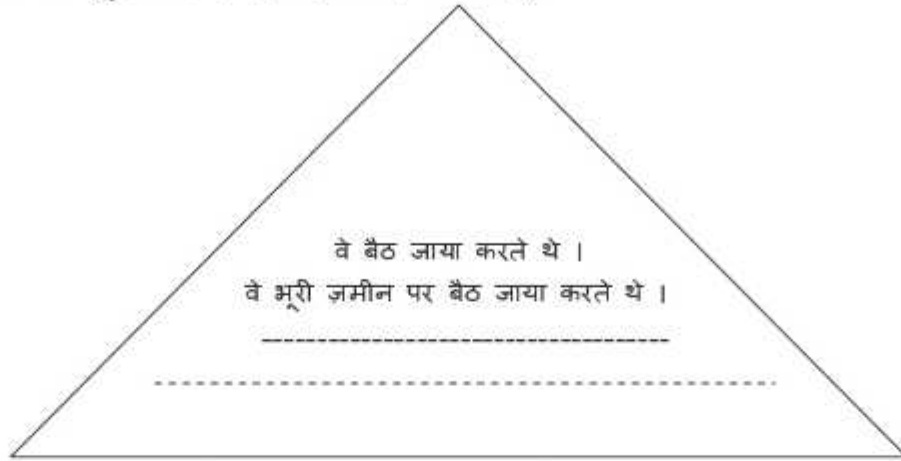 वे बैठ जाया करते थे ।
वे भूरी ज़मीन पर बैठ जाया करते थे ।